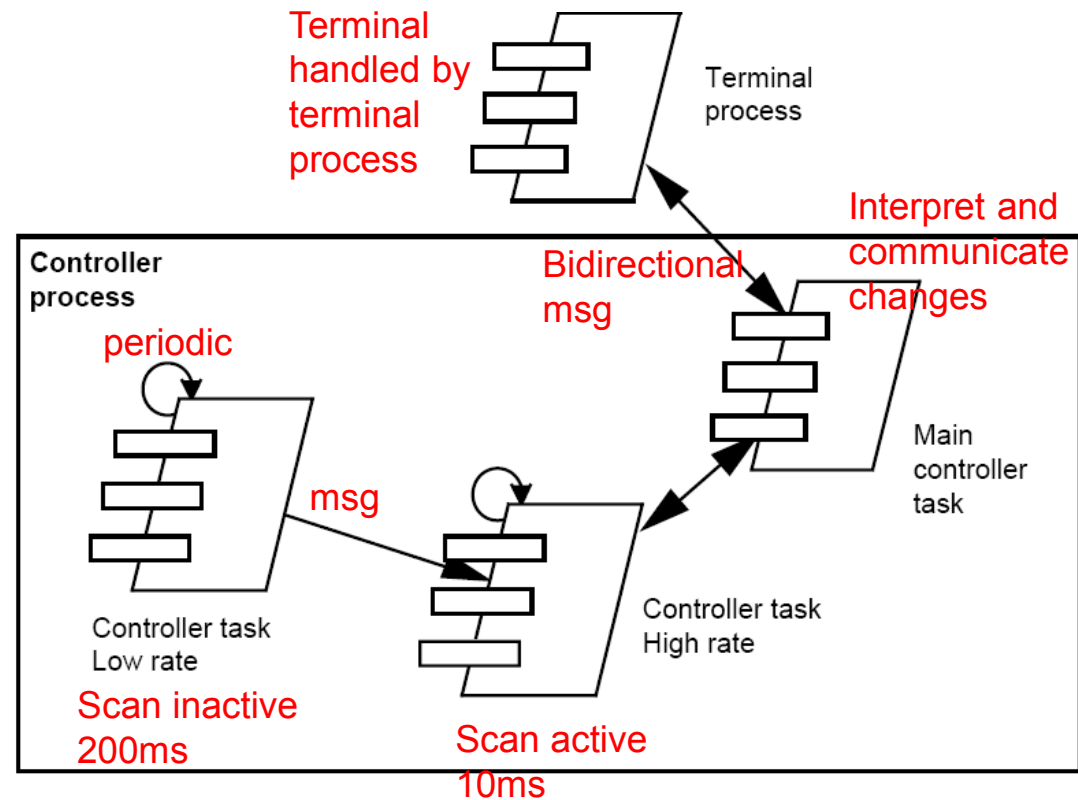 Terminal
handled by
terminal
process
Terminal
process
Interpret and
communicate
changes
Controller
process
Bidirectional
msg
periodic
msg
Main
controller
task
Controller task
Low rate
Controller task
High rate
Scan inactive
200ms
Scan active
10ms